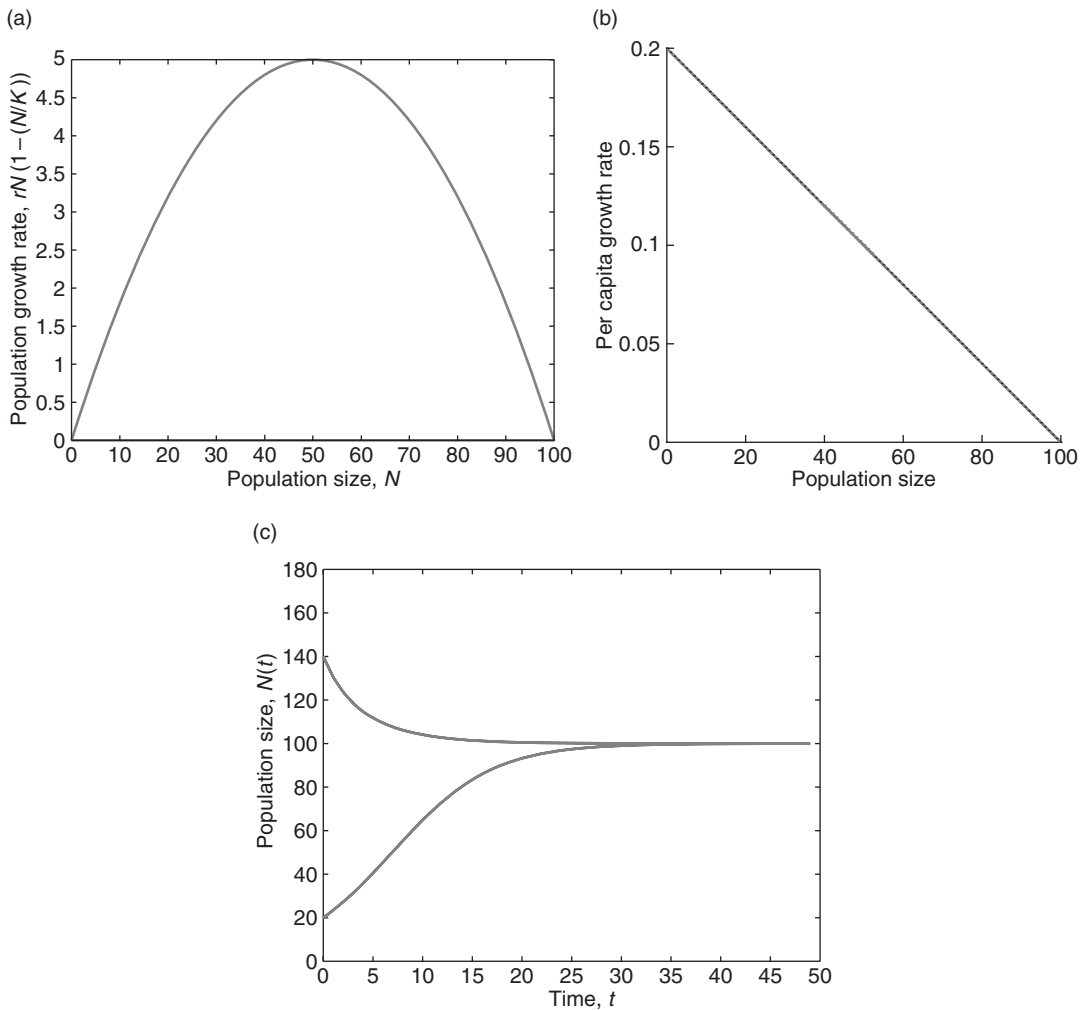 (a)
Population growth rate, rN (1 – (N/K))
5
4.5
4
3.5
3
2.5
2
1.5
1
0.5
0
0 10 20 30 40 50 60 70 80 90 100
Population size, N
(b)
Per capita growth rate
0.2
0.15
0.1
0.05
0
0 20 40 60 80 100
Population size
(c)
Population size, N(t)
180
160
140
120
100
80
60
40
20
0
0 5 10 15 20 25 30 35 40 45 50
Time, t